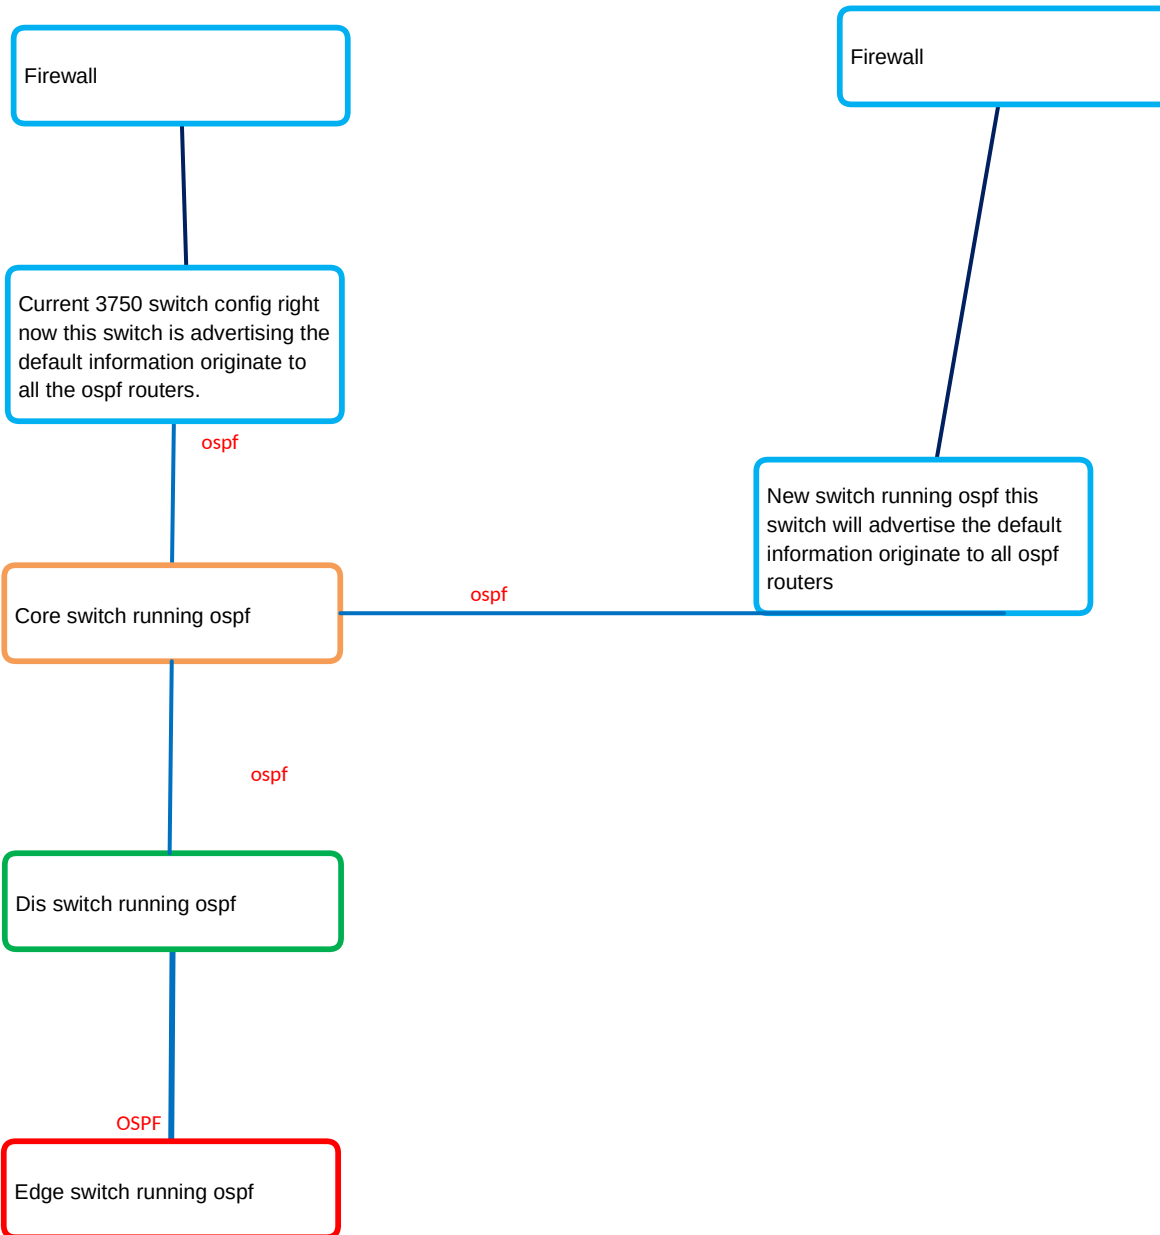 Firewall
Firewall
Current 3750 switch config right
now this switch is advertising the
default information originate to
all the ospf routers.
ospf
New switch running ospf this
switch will advertise the default
information originate to all ospf
routers
ospf
Core switch running ospf
ospf
Dis switch running ospf
OSPF
Edge switch running ospf